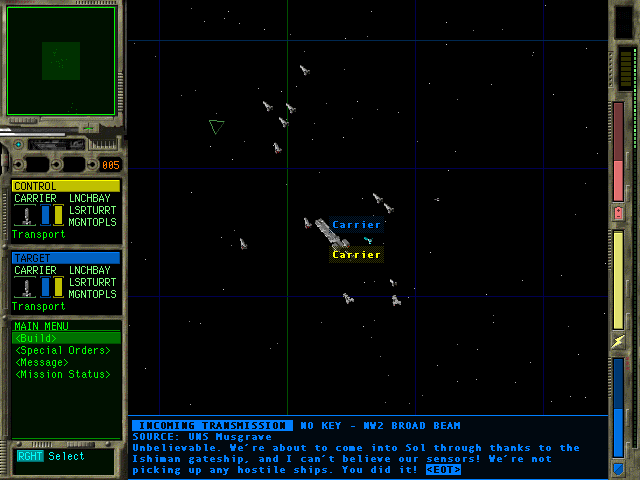 005
CONTROL
CARRIER LNCHBAY
LSRTURRT
MGNTOPLS
Transport
TARGET
CARRIER LNCHBAY
LSRTURRT
MGNTOPLS
Transport
MAIN MENU
<Build>
<Special Orders>
<Message>
<Mission Status>
RGHT Select
Carrier
Carrier
INCOMING TRANSMISSION NO KEY - NW2 BROAD BEAM
SOURCE: UNS Musgrave
Unbelievable. We're about to come into Sol through thanks to the
Ishiman gateship, and I can't believe our sensors! We're not
picking up any hostile ships. You did it! <EOT>